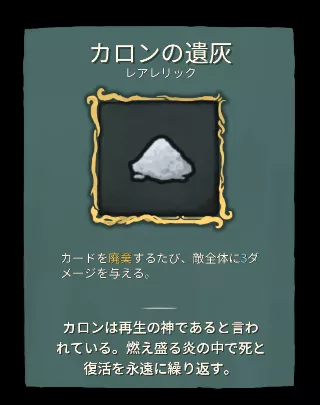 カロンの遺灰
レアレリック
カードを廃棄するたび、敵全体に3ダ
メージを与える。
カロンは再生の神であると言わ
れている。燃え盛る炎の中で死と
復活を永遠に繰り返す。